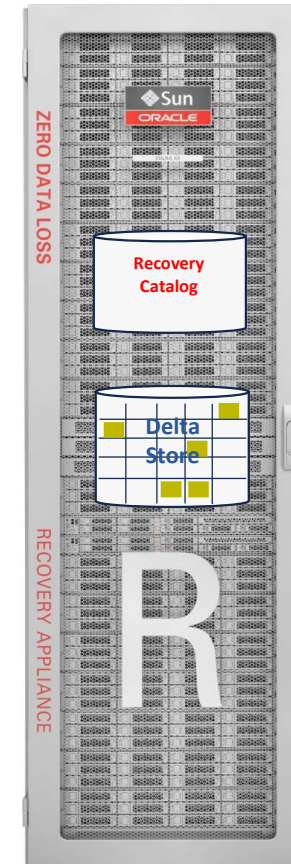 Sun
ORACLE
ZERO DATA LOSS
Recovery
Catalog
Delta
Store
RECOVERY APPLIANCE
R